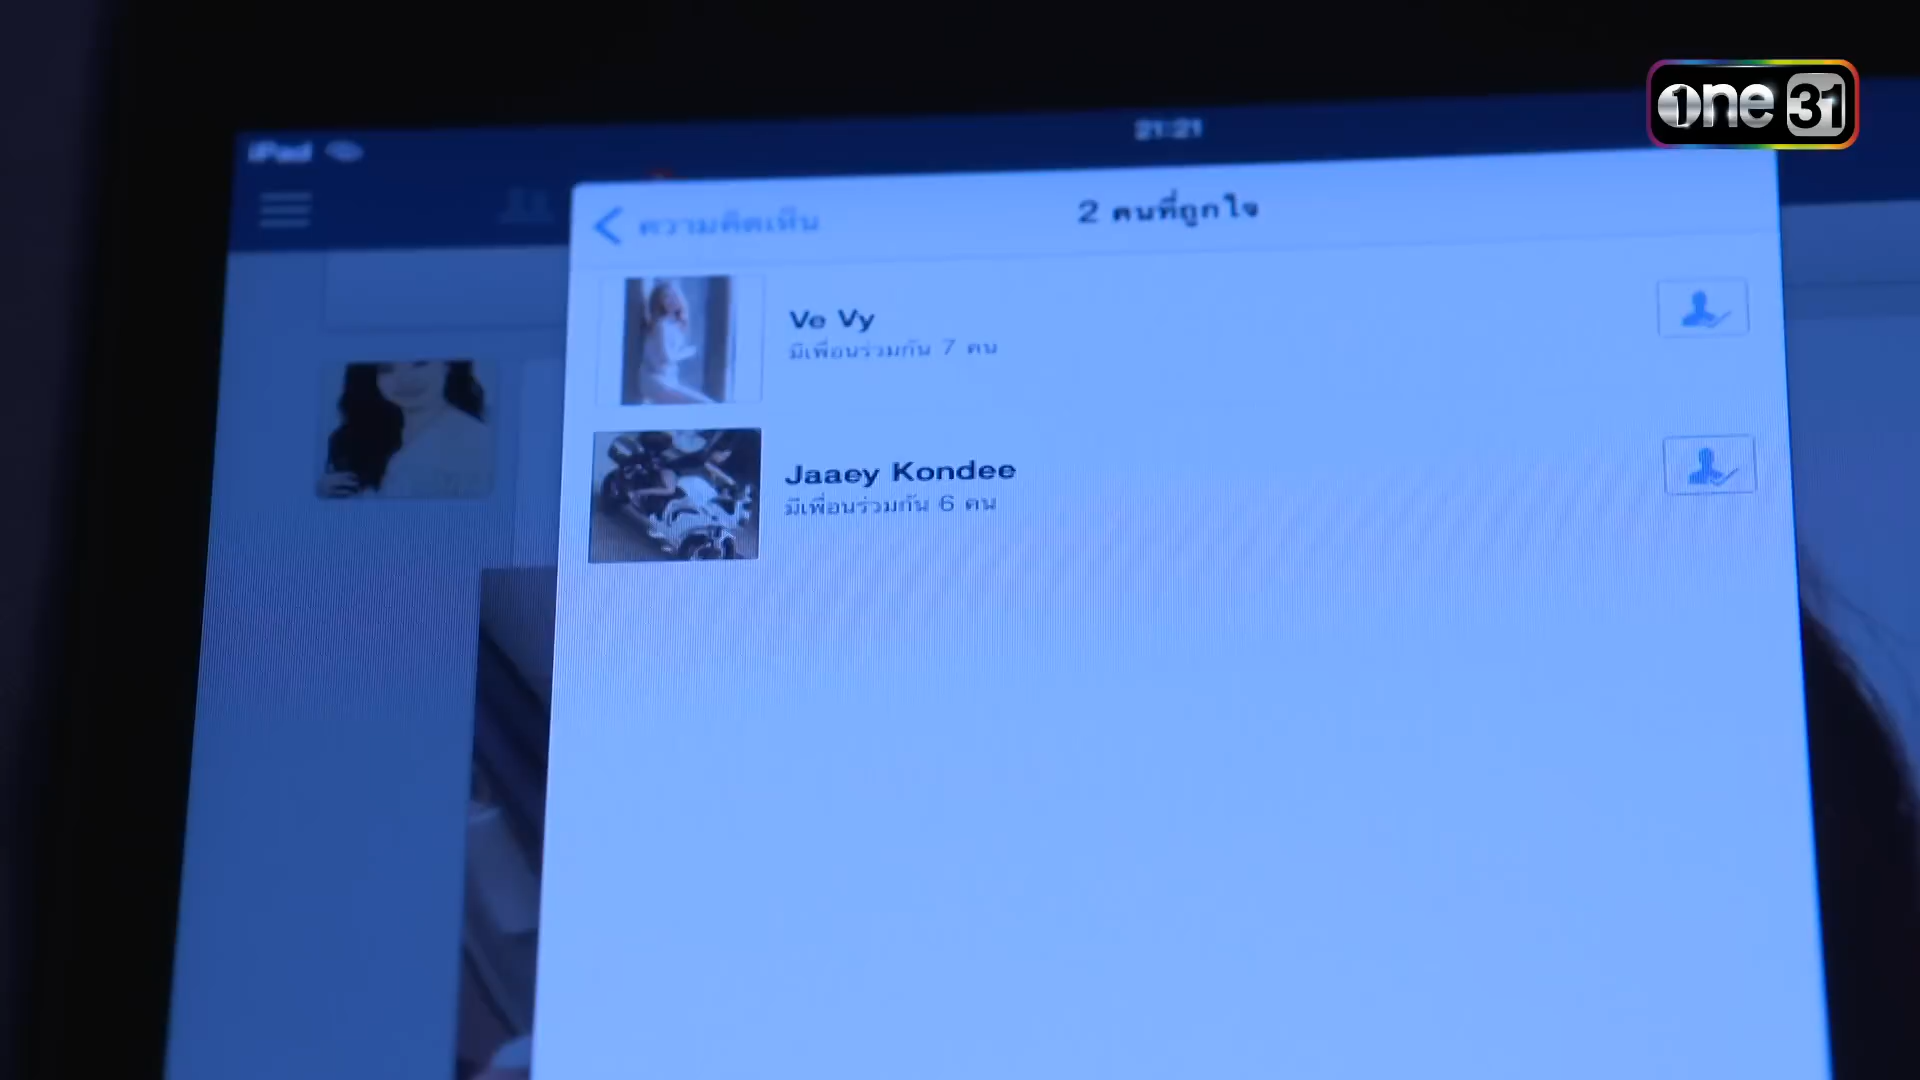 one31
iPad
21:21
ความคิดเห็น
2 คนที่ถูกใจ
Ve Vy
มีเพื่อนร่วมกัน 7 คน
Jaaey Kondee
มีเพื่อนร่วมกัน 6 คน